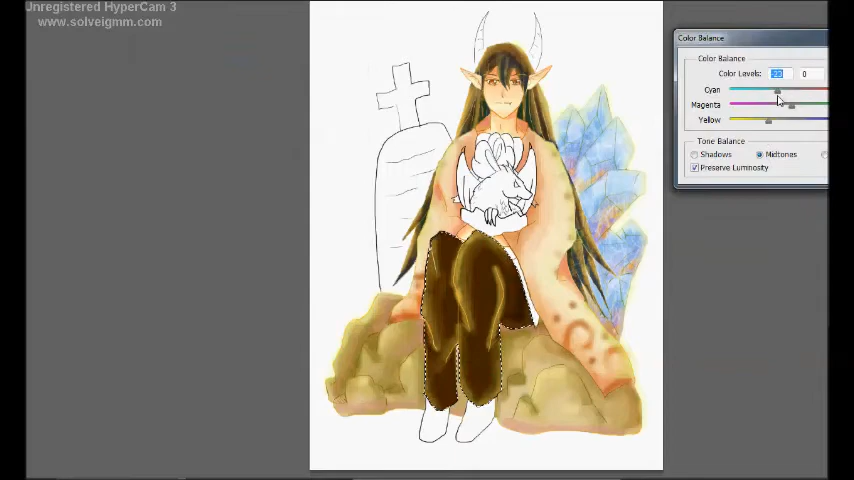 Unregistered HyperCam 3
www.solveigmm.com
Color Balance
Color Balance
Color Levels: -23 0
Cyan
Magenta
Yellow
Tone Balance
Shadows Midtones
Preserve Luminosity